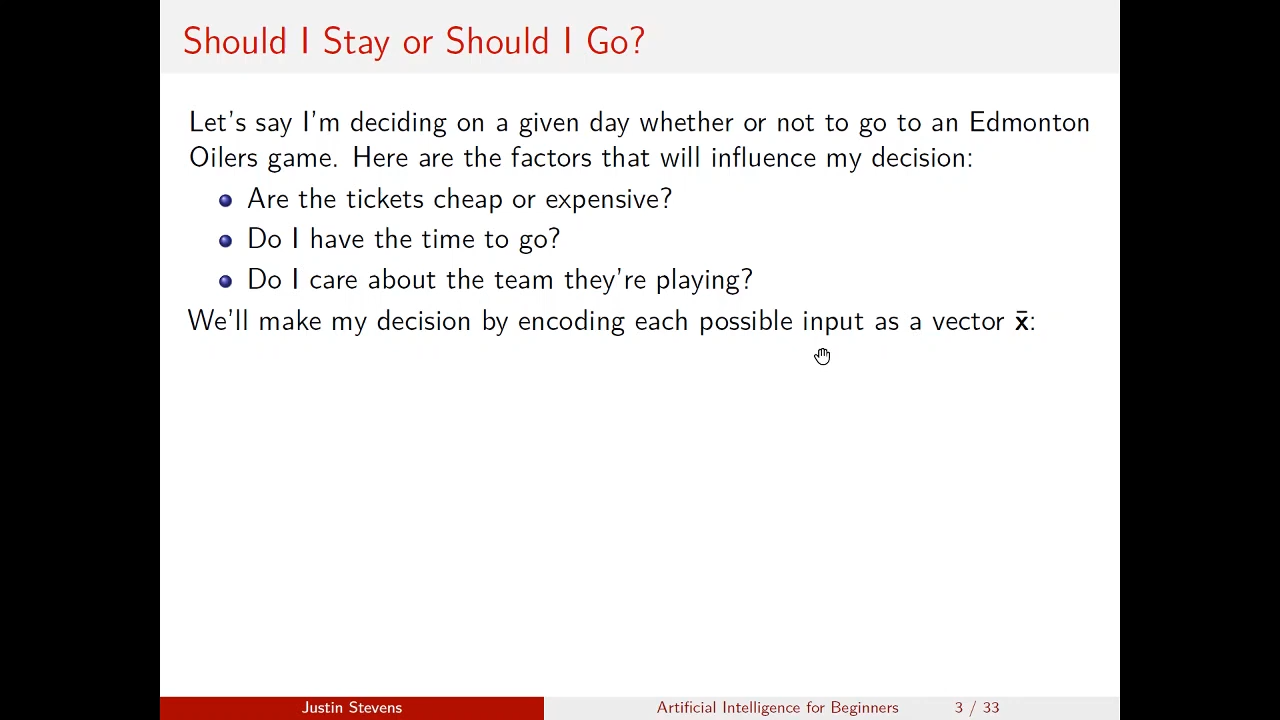 Should I Stay or Should I Go?
Let's say I'm deciding on a given day whether or not to go to an Edmonton
Oilers game. Here are the factors that will influence my decision:
Are the tickets cheap or expensive?
Do I have the time to go?
Do I care about the team they're playing?
We'll make my decision by encoding each possible input as a vector x̄:
Justin Stevens
Artificial Intelligence for Beginners
3 / 33